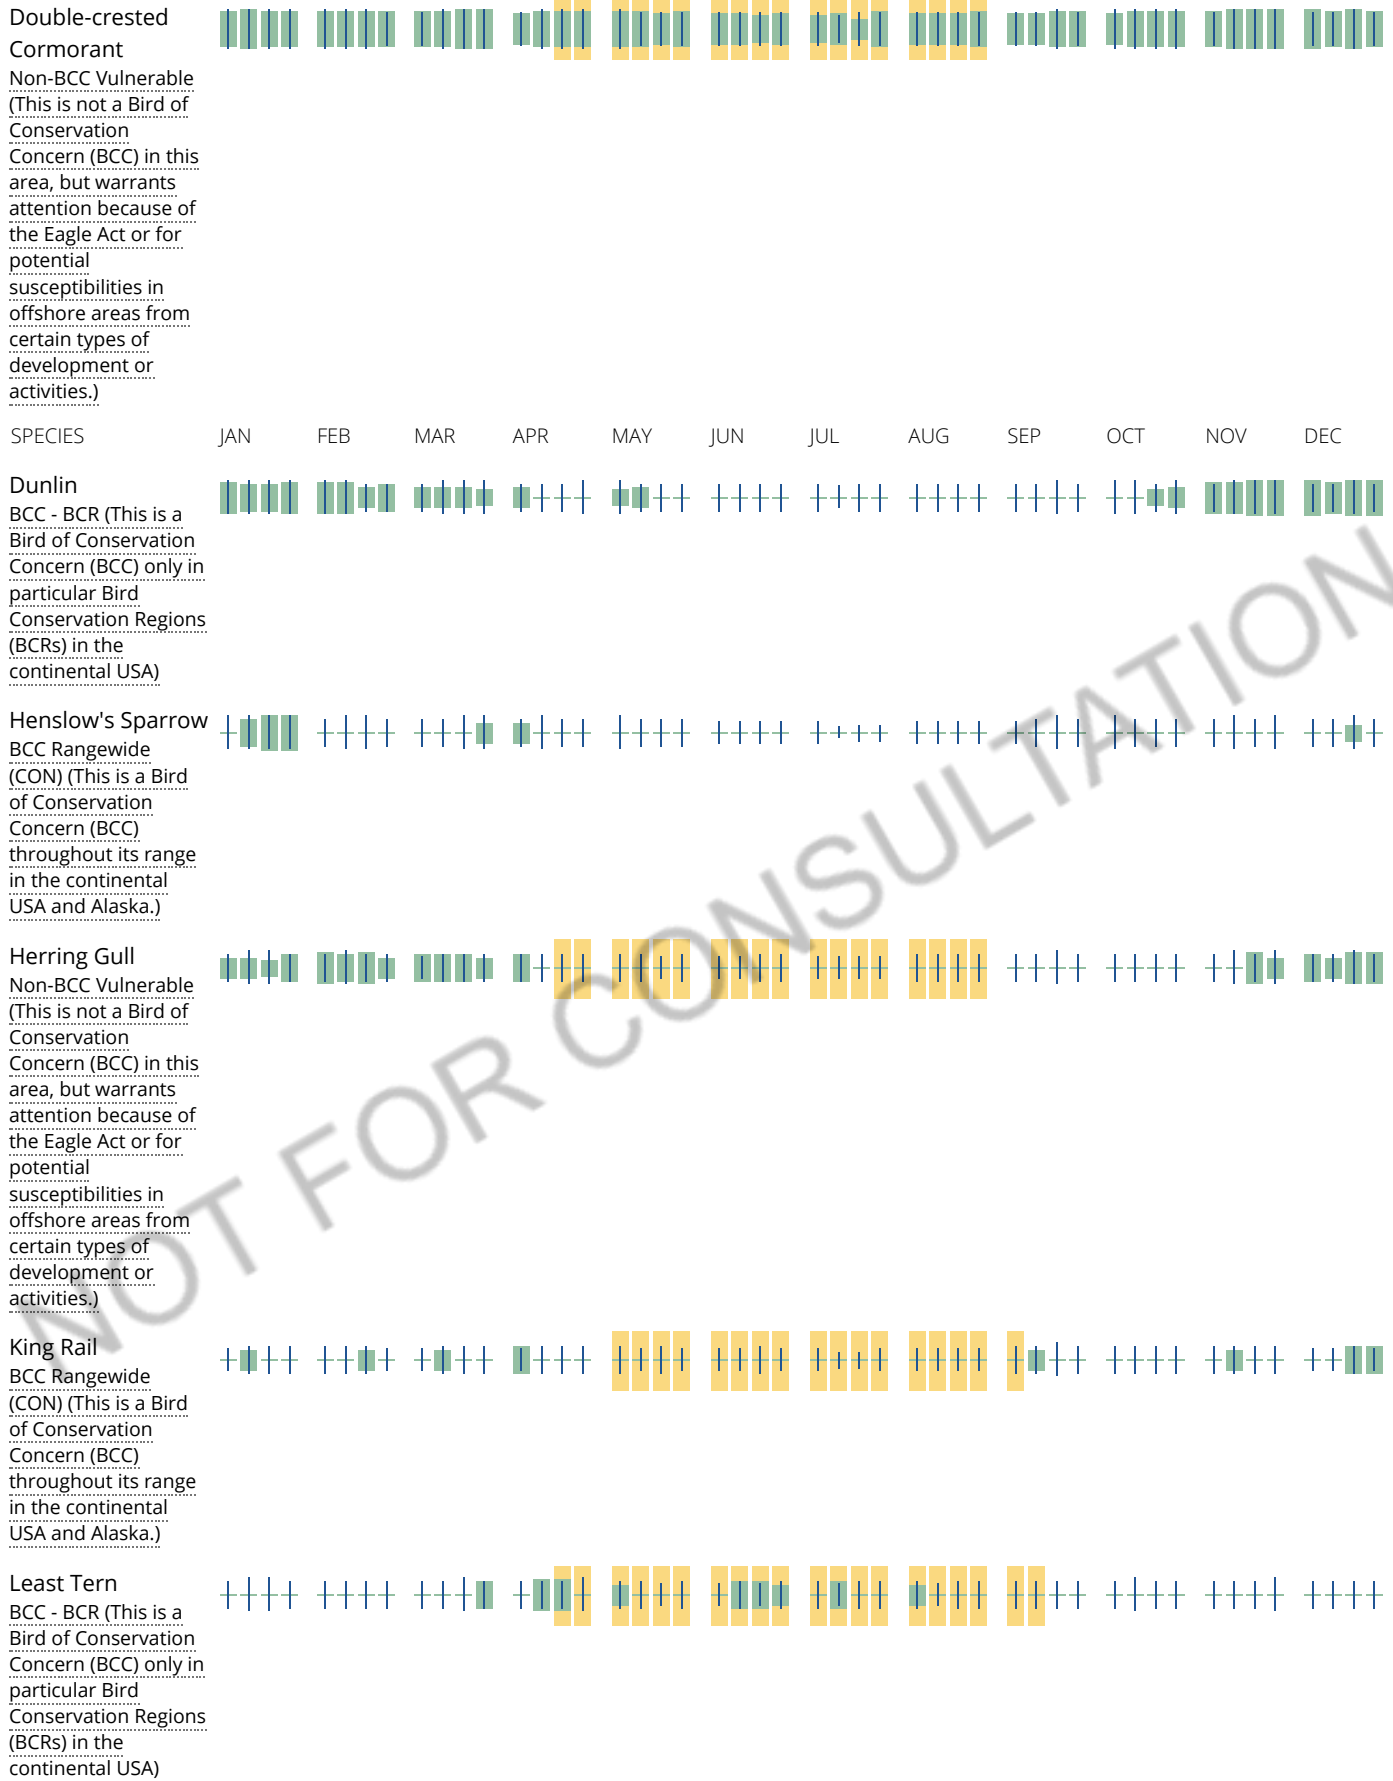 Double-crested
Cormorant
Non-BCC Vulnerable
(This is not a Bird of
Conservation
Concern (BCC) in this
area, but warrants
attention because of
the Eagle Act or for
potential
susceptibilities in
offshore areas from
certain types of
development or
activities.)
SPECIES JAN FEB MAR APR MAY JUN JUL AUG SEP OCT NOV DEC
Dunlin
BCC - BCR (This is a
Bird of Conservation
Concern (BCC) only in
particular Bird
Conservation Regions
(BCRs) in the
continental USA)
Henslow's Sparrow
BCC Rangewide
(CON) (This is a Bird
of Conservation
Concern (BCC)
throughout its range
in the continental
USA and Alaska.)
Herring Gull
Non-BCC Vulnerable
(This is not a Bird of
Conservation
Concern (BCC) in this
area, but warrants
attention because of
the Eagle Act or for
potential
susceptibilities in
offshore areas from
certain types of
development or
activities.)
King Rail
BCC Rangewide
(CON) (This is a Bird
of Conservation
Concern (BCC)
throughout its range
in the continental
USA and Alaska.)
Least Tern
BCC - BCR (This is a
Bird of Conservation
Concern (BCC) only in
particular Bird
Conservation Regions
(BCRs) in the
continental USA)
NOT FOR CONSULTATION